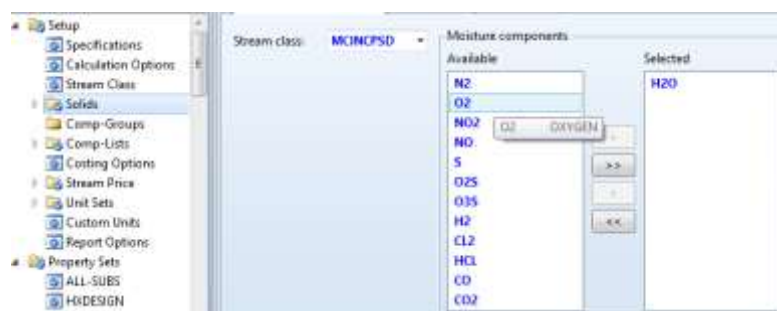 Setup
Specifications
Calculation Options
Stream Class
Solids
Comp-Groups
Comp-Lists
Costing Options
Stream Price
Unit Sets
Custom Units
Report Options
Property Sets
ALL-SUBS
HXDESIGN
Stream class: MCINCPSD
Moisture components
Available
N2
O2
NO2
NO
S
O2S
O3S
H2
CL2
HCL
CO
CO2
O2 OXYGEN
>>
<<
Selected
H2O